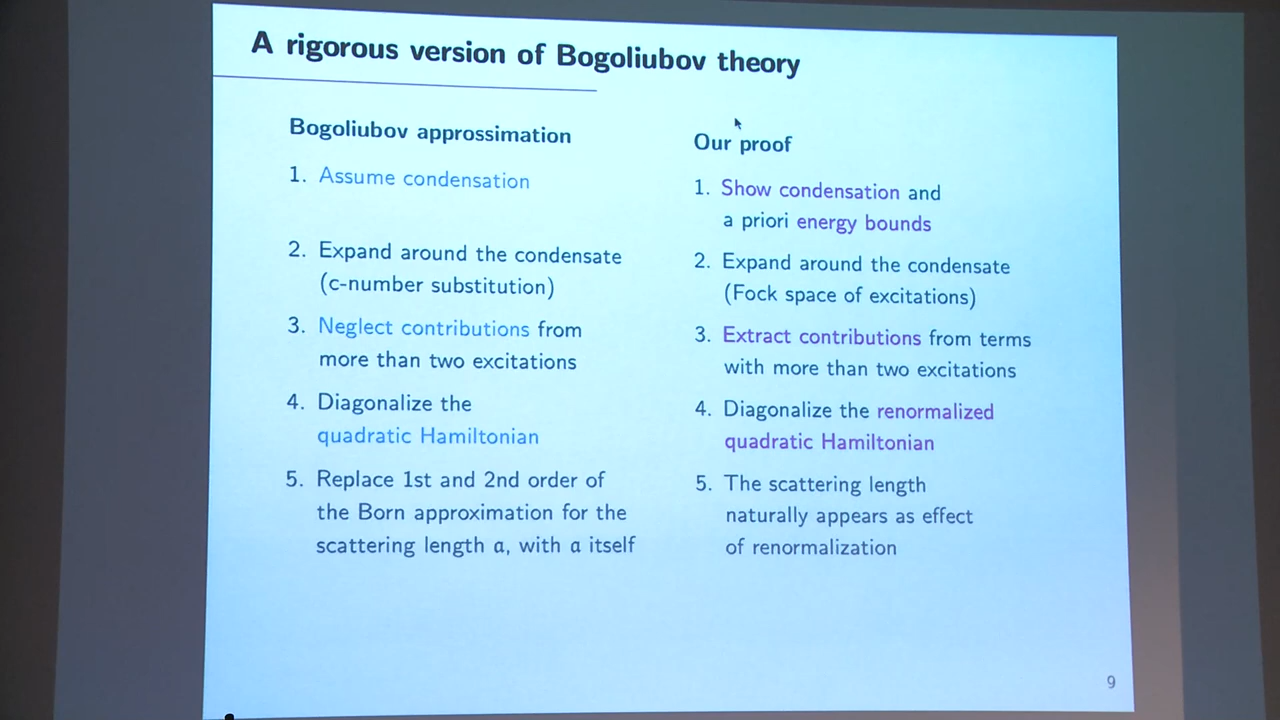 A rigorous version of Bogoliubov theory
Bogoliubov approssimation
1. Assume condensation
2. Expand around the condensate
(c-number substitution)
3. Neglect contributions from
more than two excitations
4. Diagonalize the
quadratic Hamiltonian
5. Replace 1st and 2nd order of
the Born approximation for the
scattering length a, with a itself
Our proof
1. Show condensation and
a priori energy bounds
2. Expand around the condensate
(Fock space of excitations)
3. Extract contributions from terms
with more than two excitations
4. Diagonalize the renormalized
quadratic Hamiltonian
5. The scattering length
naturally appears as effect
of renormalization
9